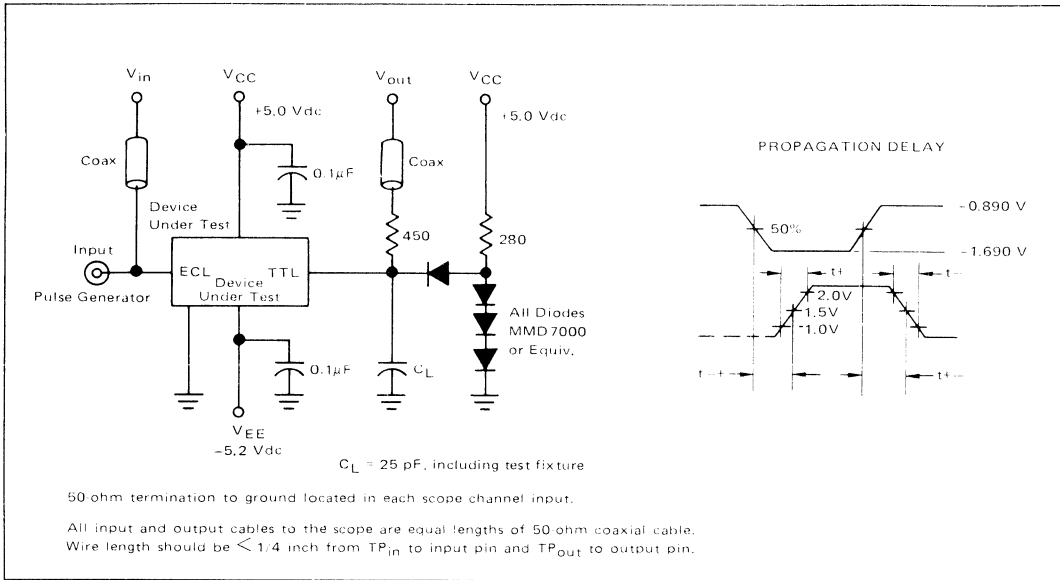 Vin
VCC
Vout
VCC
+5.0 Vdc
+5.0 Vdc
Coax
Coax
0.1μF
Device
Under Test
450
280
Input
ECL
TTL
Device
Under Test
Pulse Generator
All Diodes
MMD7000
or Equiv.
0.1μF
CL
VEE
-5.2 Vdc
CL = 25 pF, including test fixture
50-ohm termination to ground located in each scope channel input.
All input and output cables to the scope are equal lengths of 50-ohm coaxial cable.
Wire length should be < 1/4 inch from TPin to input pin and TPout to output pin.
PROPAGATION DELAY
-0.890 V
50%
-1.690 V
t+
t-
2.0V
1.5V
1.0V
t-+
t+-